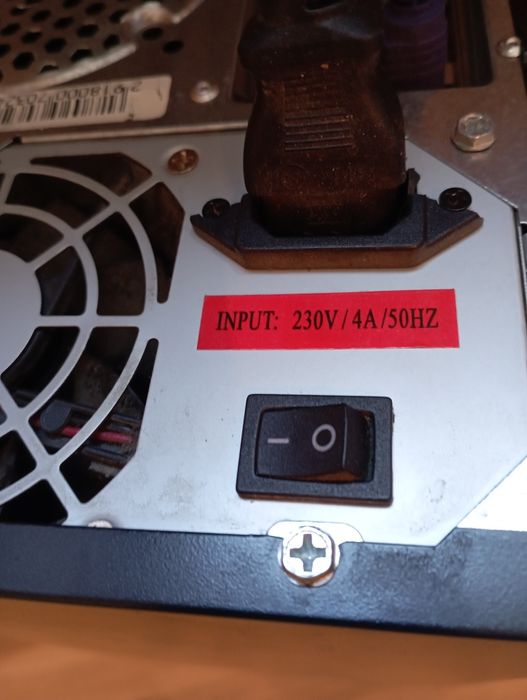 INPUT: 230V/4A/50HZ
— O